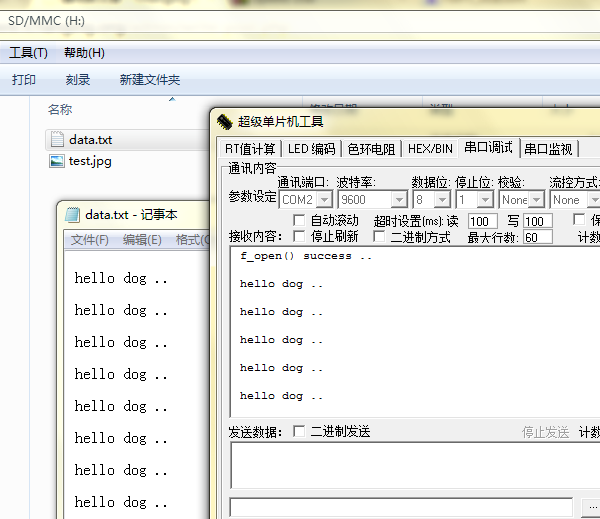 SD/MMC (H:)
工具(T) 帮助(H)
打印 刻录 新建文件夹
名称
data.txt
test.jpg
data.txt - 记事本
文件(F) 编辑(E) 格式(
hello dog ..
hello dog ..
hello dog ..
hello dog ..
hello dog ..
hello dog ..
hello dog ..
hello dog ..
超级单片机工具
RT值计算 LED 编码 色环电阻 HEX/BIN 串口调试 串口监视
通讯内容
通讯端口: 波特率: 数据位: 停止位: 校验: 流控方式:
参数设定 COM2 9600 8 1 None None
自动滚动 超时设置(ms): 读 100 写 100 保
接收内容: 停止刷新 二进制方式 最大行数: 60 计数
f_open() success ..
hello dog ..
hello dog ..
hello dog ..
hello dog ..
hello dog ..
发送数据: 二进制发送 停止发送 计数
...